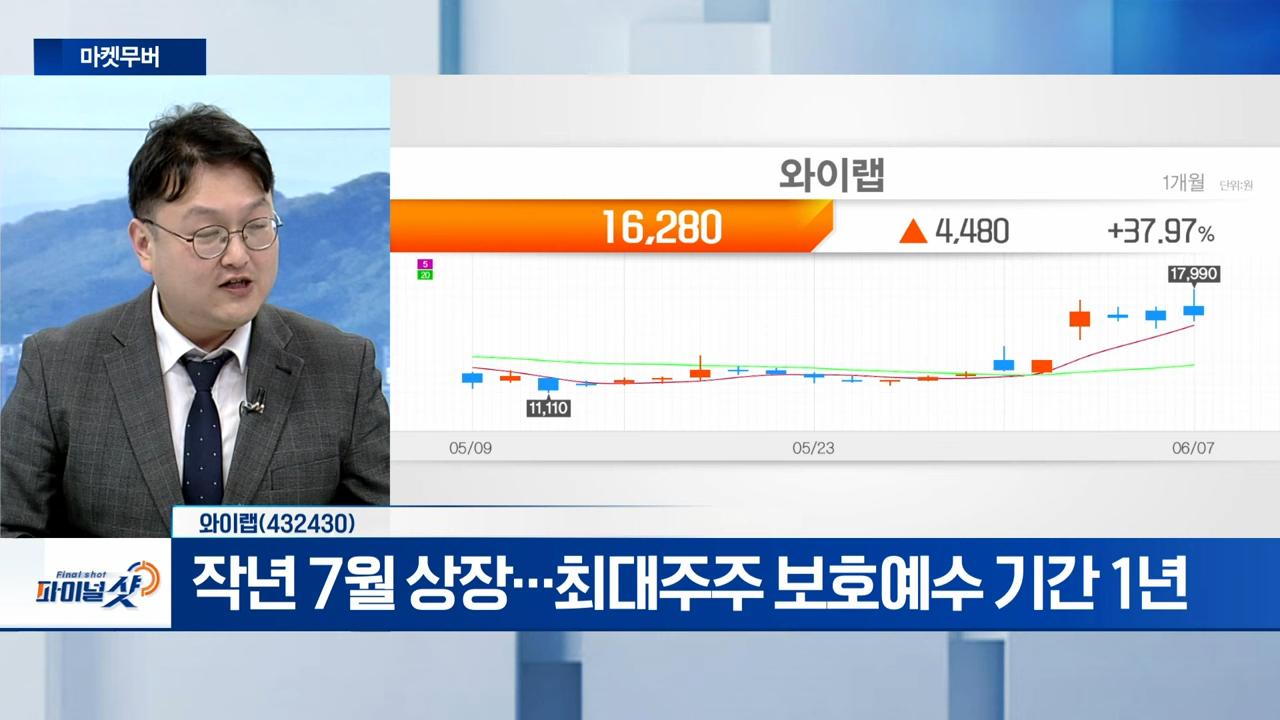 마켓무버
와이랩
1개월 단위:원
16,280 ▲ 4,480 +37.97%
5
20
17,990
11,110
05/09 05/23 06/07
와이랩(432430)
Final shot
파이널샷
작년 7월 상장…최대주주 보호예수 기간 1년